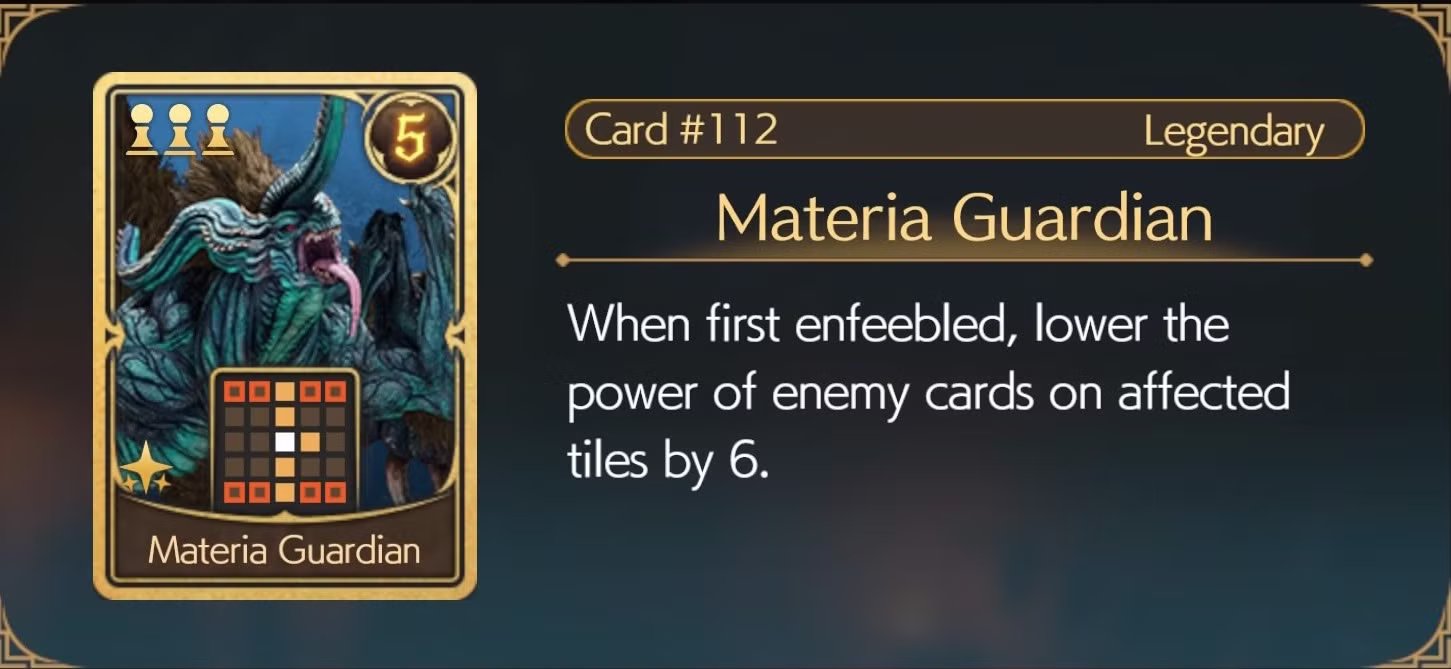 5
Materia Guardian
Card #112
Legendary
Materia Guardian
When first enfeebled, lower the
power of enemy cards on affected
tiles by 6.